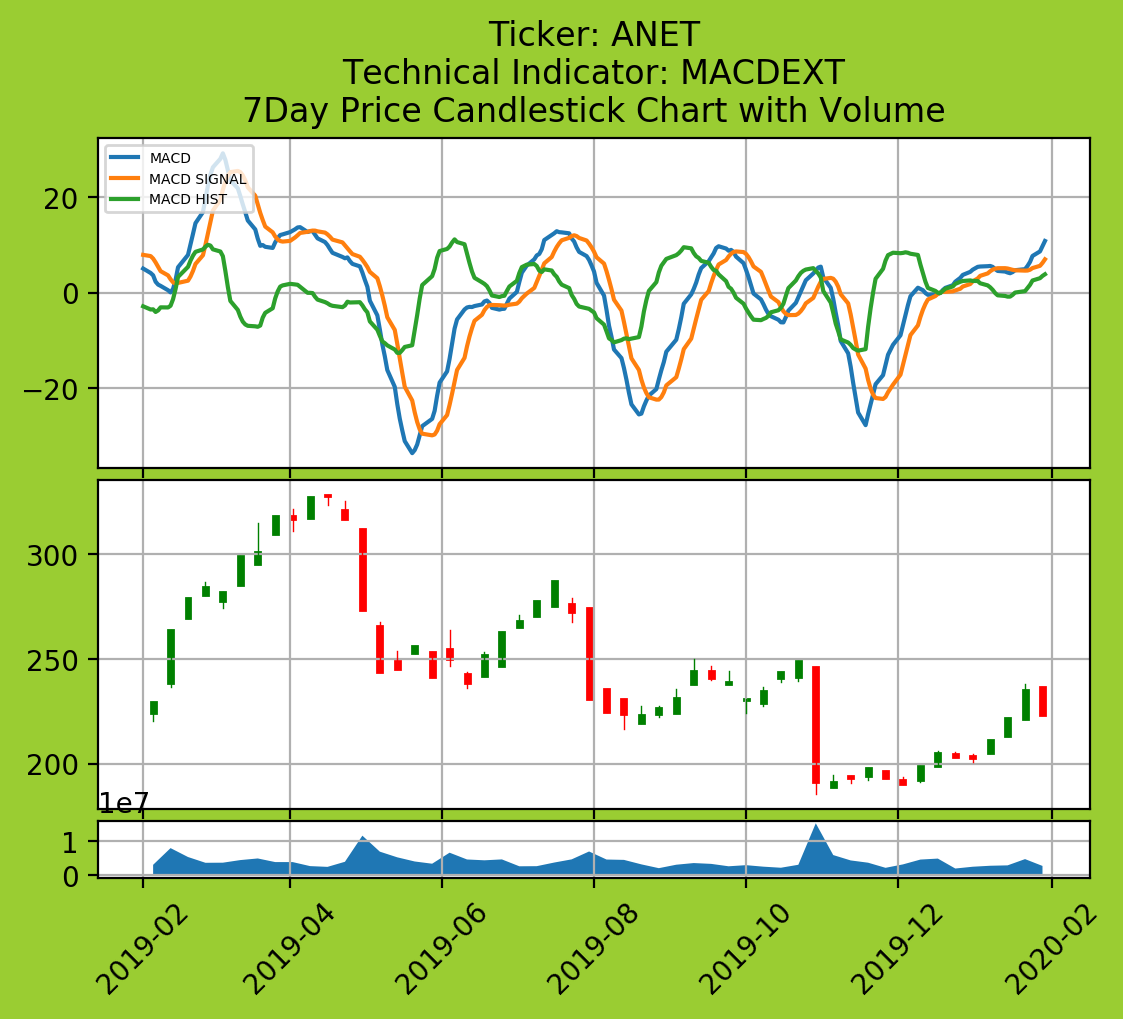 Ticker: ANET
Technical Indicator: MACDEXT
7Day Price Candlestick Chart with Volume
MACD
MACD SIGNAL
MACD HIST
20
0
−20
300
250
200
1e7
1
0
2019-02
2019-04
2019-06
2019-08
2019-10
2019-12
2020-02